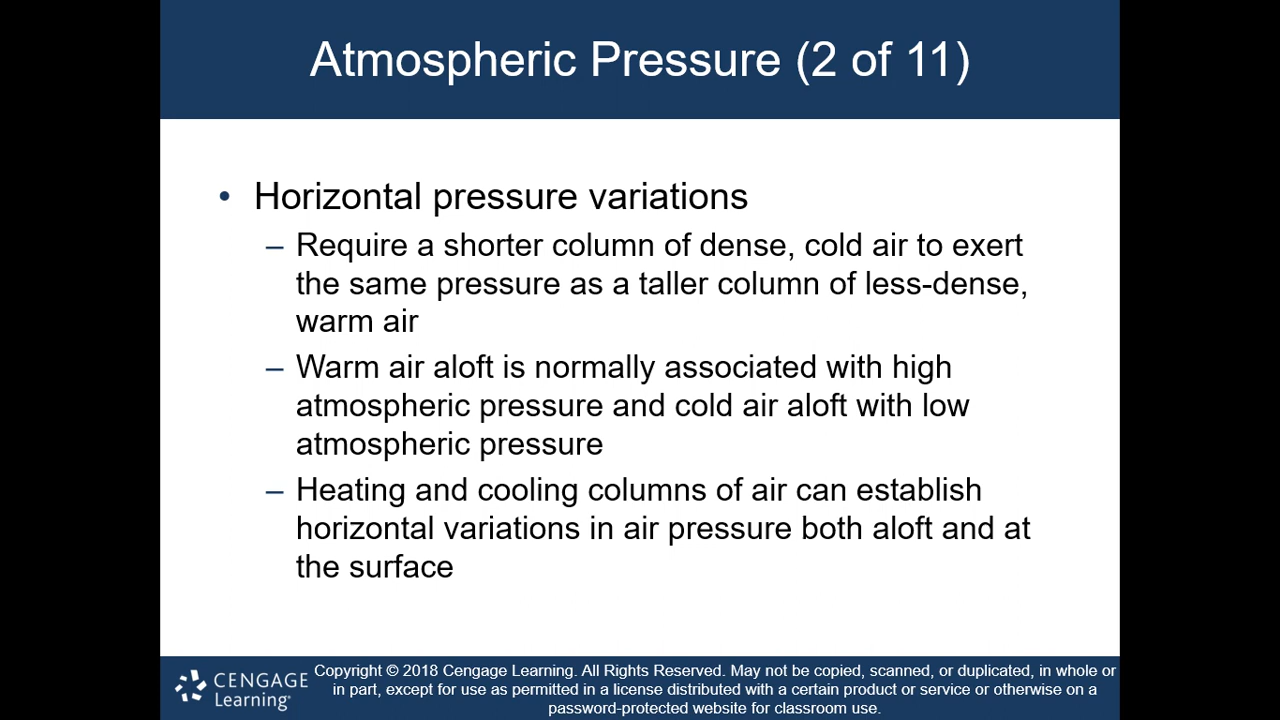 Atmospheric Pressure (2 of 11)
• Horizontal pressure variations
– Require a shorter column of dense, cold air to exert
the same pressure as a taller column of less-dense,
warm air
– Warm air aloft is normally associated with high
atmospheric pressure and cold air aloft with low
atmospheric pressure
– Heating and cooling columns of air can establish
horizontal variations in air pressure both aloft and at
the surface
CENGAGE
Learning
Copyright © 2018 Cengage Learning. All Rights Reserved. May not be copied, scanned, or duplicated, in whole or
in part, except for use as permitted in a license distributed with a certain product or service or otherwise on a
password-protected website for classroom use.